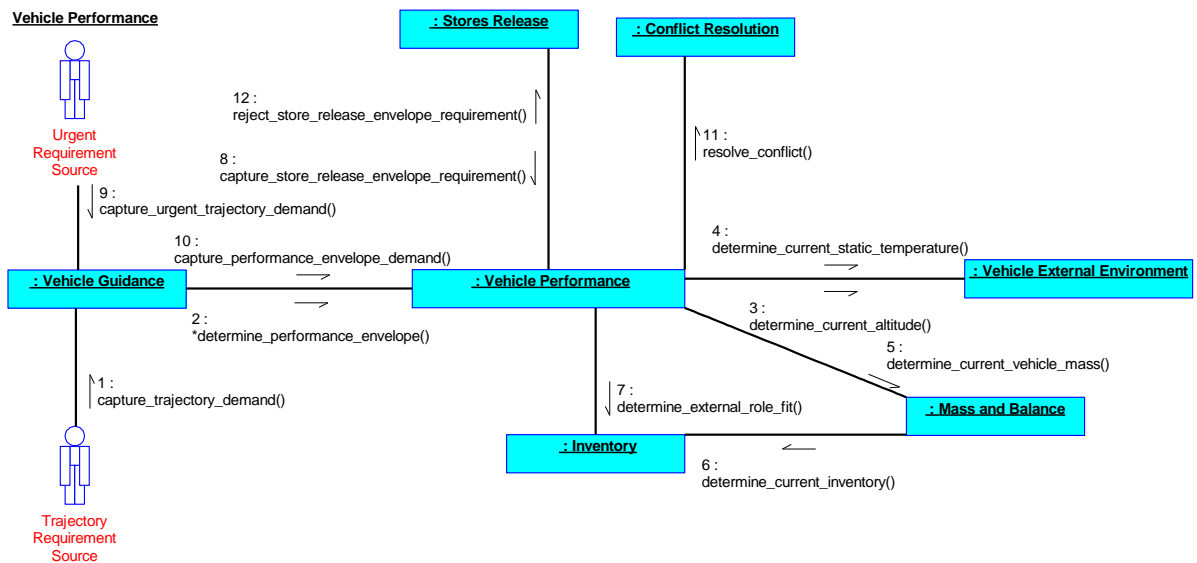 Vehicle Performance
: Stores Release
: Conflict Resolution
Urgent
Requirement
Source
12 :
reject_store_release_envelope_requirement()
11 :
resolve_conflict()
8 :
capture_store_release_envelope_requirement()
9 :
capture_urgent_trajectory_demand()
10 :
capture_performance_envelope_demand()
4 :
determine_current_static_temperature()
: Vehicle Guidance
: Vehicle Performance
: Vehicle External Environment
2 :
*determine_performance_envelope()
3 :
determine_current_altitude()
5 :
determine_current_vehicle_mass()
1 :
capture_trajectory_demand()
7 :
determine_external_role_fit()
: Mass and Balance
: Inventory
6 :
determine_current_inventory()
Trajectory
Requirement
Source